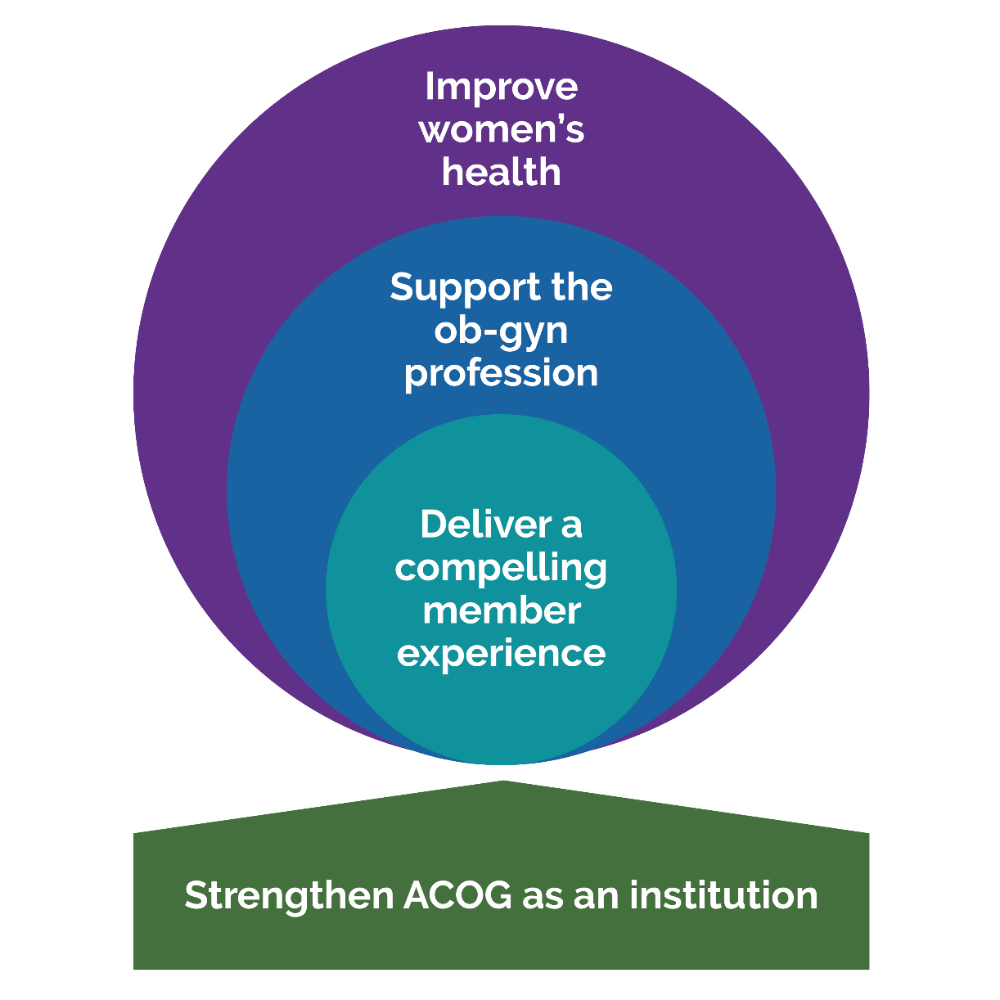 Improve
women’s
health
Support the
ob-gyn
profession
Deliver a
compelling
member
experience
Strengthen ACOG as an institution